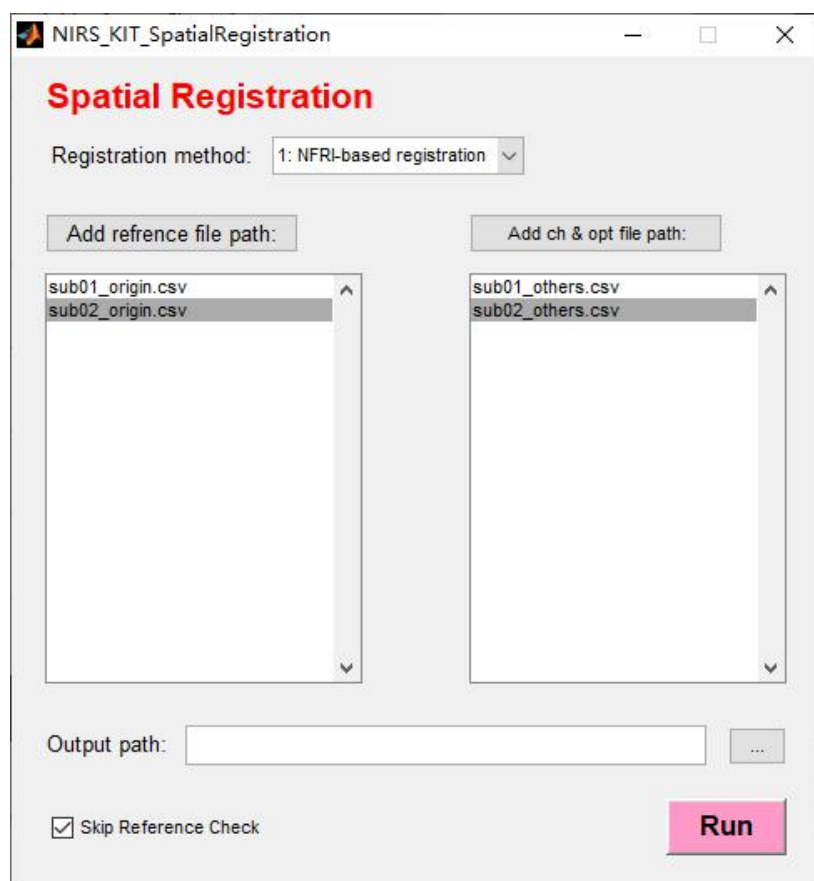 NIRS_KIT_SpatialRegistration
Spatial Registration
Registration method: 1: NFRI-based registration
Add refrence file path: Add ch & opt file path:
sub01_origin.csv sub01_others.csv
sub02_origin.csv sub02_others.csv
Output path: ...
Skip Reference Check Run